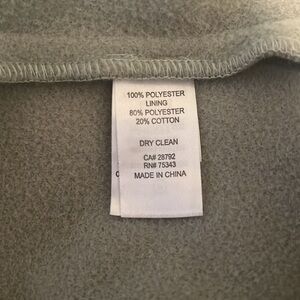 100% POLYESTER
LINING
80% POLYESTER
20% COTTON
DRY CLEAN
CA# 28792
RN# 75343
MADE IN CHINA